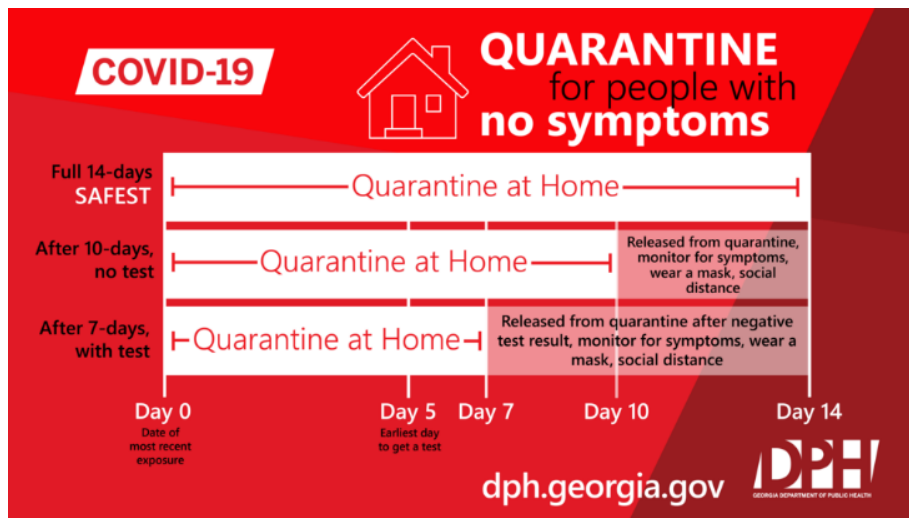 COVID-19
QUARANTINE
for people with
no symptoms
Full 14-days
SAFEST
Quarantine at Home
After 10-days,
no test
Quarantine at Home
Released from quarantine,
monitor for symptoms,
wear a mask, social
distance
After 7-days,
with test
Quarantine at Home
Released from quarantine after negative
test result, monitor for symptoms, wear a
mask, social distance
Day 0
Date of
most recent
exposure
Day 5
Earliest day
to get a test
Day 7
Day 10
Day 14
dph.georgia.gov
DPH
GEORGIA DEPARTMENT OF PUBLIC HEALTH